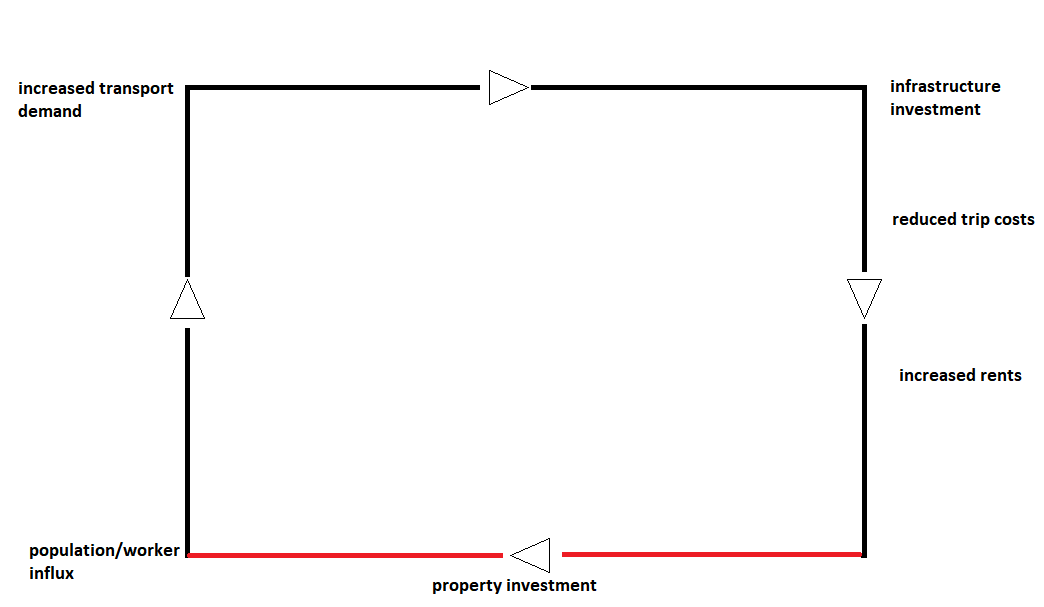 increased transport
demand
infrastructure
investment
reduced trip costs
increased rents
population/worker
influx
property investment